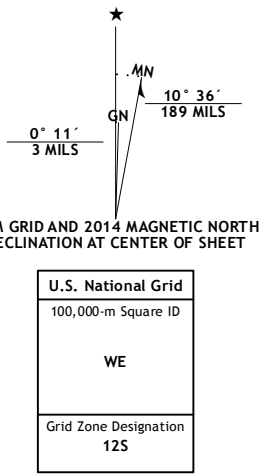 MN
GN
10° 36´
189 MILS
0° 11´
3 MILS
M GRID AND 2014 MAGNETIC NORTH
ECLINATION AT CENTER OF SHEET
U.S. National Grid
100,000-m Square ID
WE
Grid Zone Designation
12S